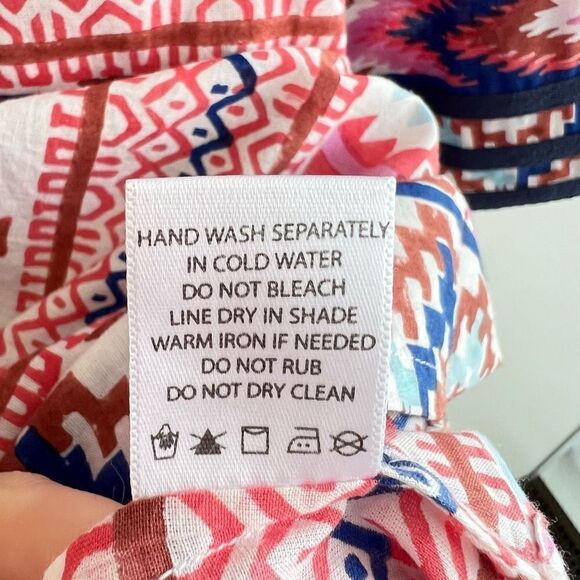 HAND WASH SEPARATELY
IN COLD WATER
DO NOT BLEACH
LINE DRY IN SHADE
WARM IRON IF NEEDED
DO NOT RUB
DO NOT DRY CLEAN